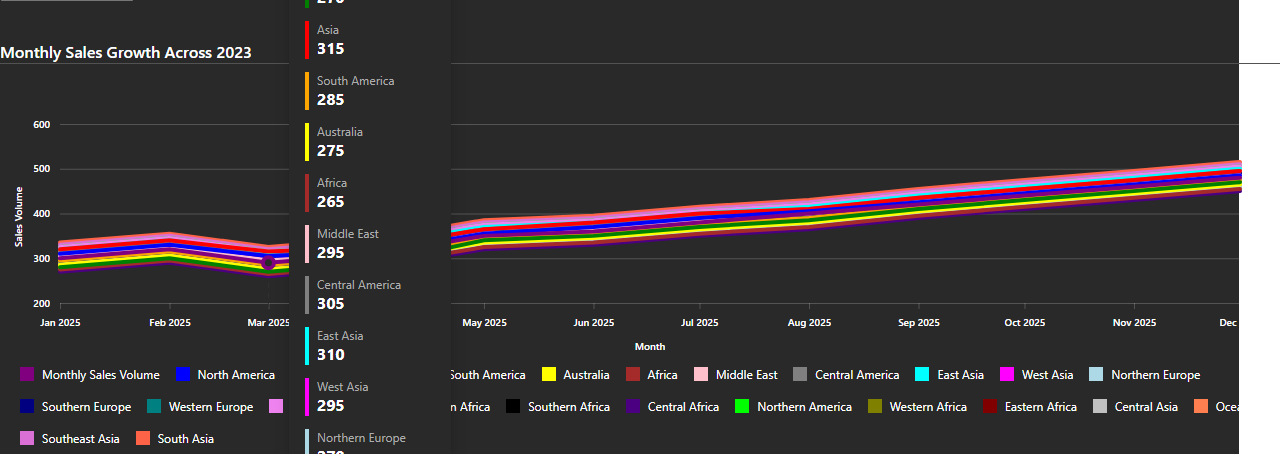 Asia
315
Monthly Sales Growth Across 2023
South America
285
Australia
275
Africa
265
Middle East
295
Central America
305
East Asia
310
West Asia
295
Northern Europe
600
500
400
300
200
Sales Volume
Jan 2025 Feb 2025 Mar 2025 May 2025 Jun 2025 Jul 2025 Aug 2025 Sep 2025 Oct 2025 Nov 2025 Dec
Month
Monthly Sales Volume North America South America Australia Africa Middle East Central America East Asia West Asia Northern Europe
Southern Europe Western Europe Africa Southern Africa Central Africa Northern America Western Africa Eastern Africa Central Asia
Southeast Asia South Asia